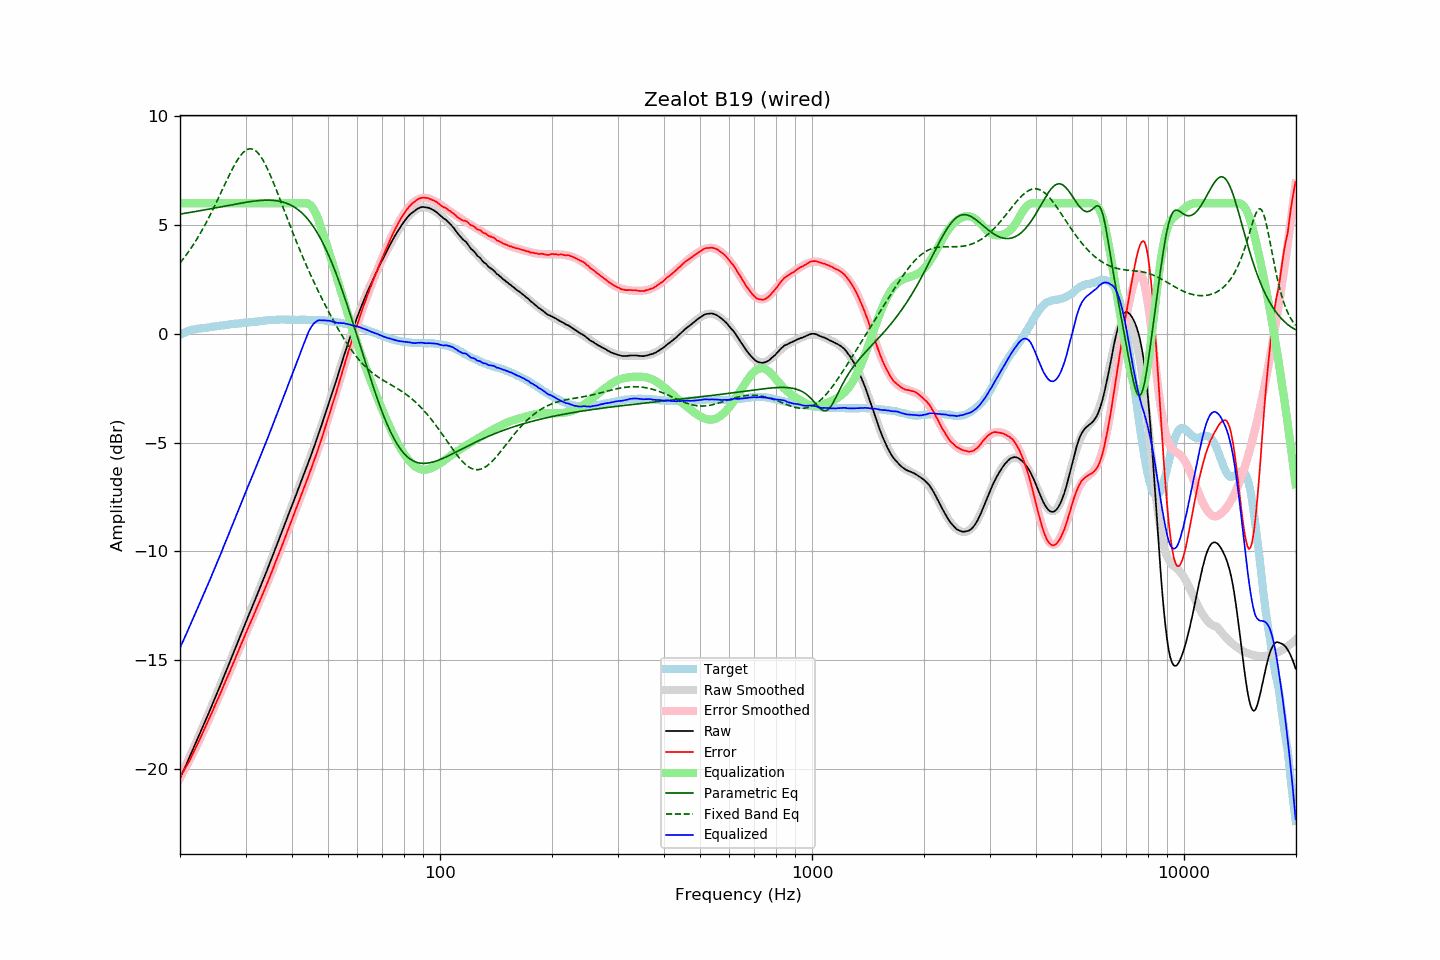 Zealot B19 (wired)
Amplitude (dBr)
10
5
0
−5
−10
−15
−20
Target
Raw Smoothed
Error Smoothed
Raw
Error
Equalization
Parametric Eq
Fixed Band Eq
Equalized
100
1000
10000
Frequency (Hz)